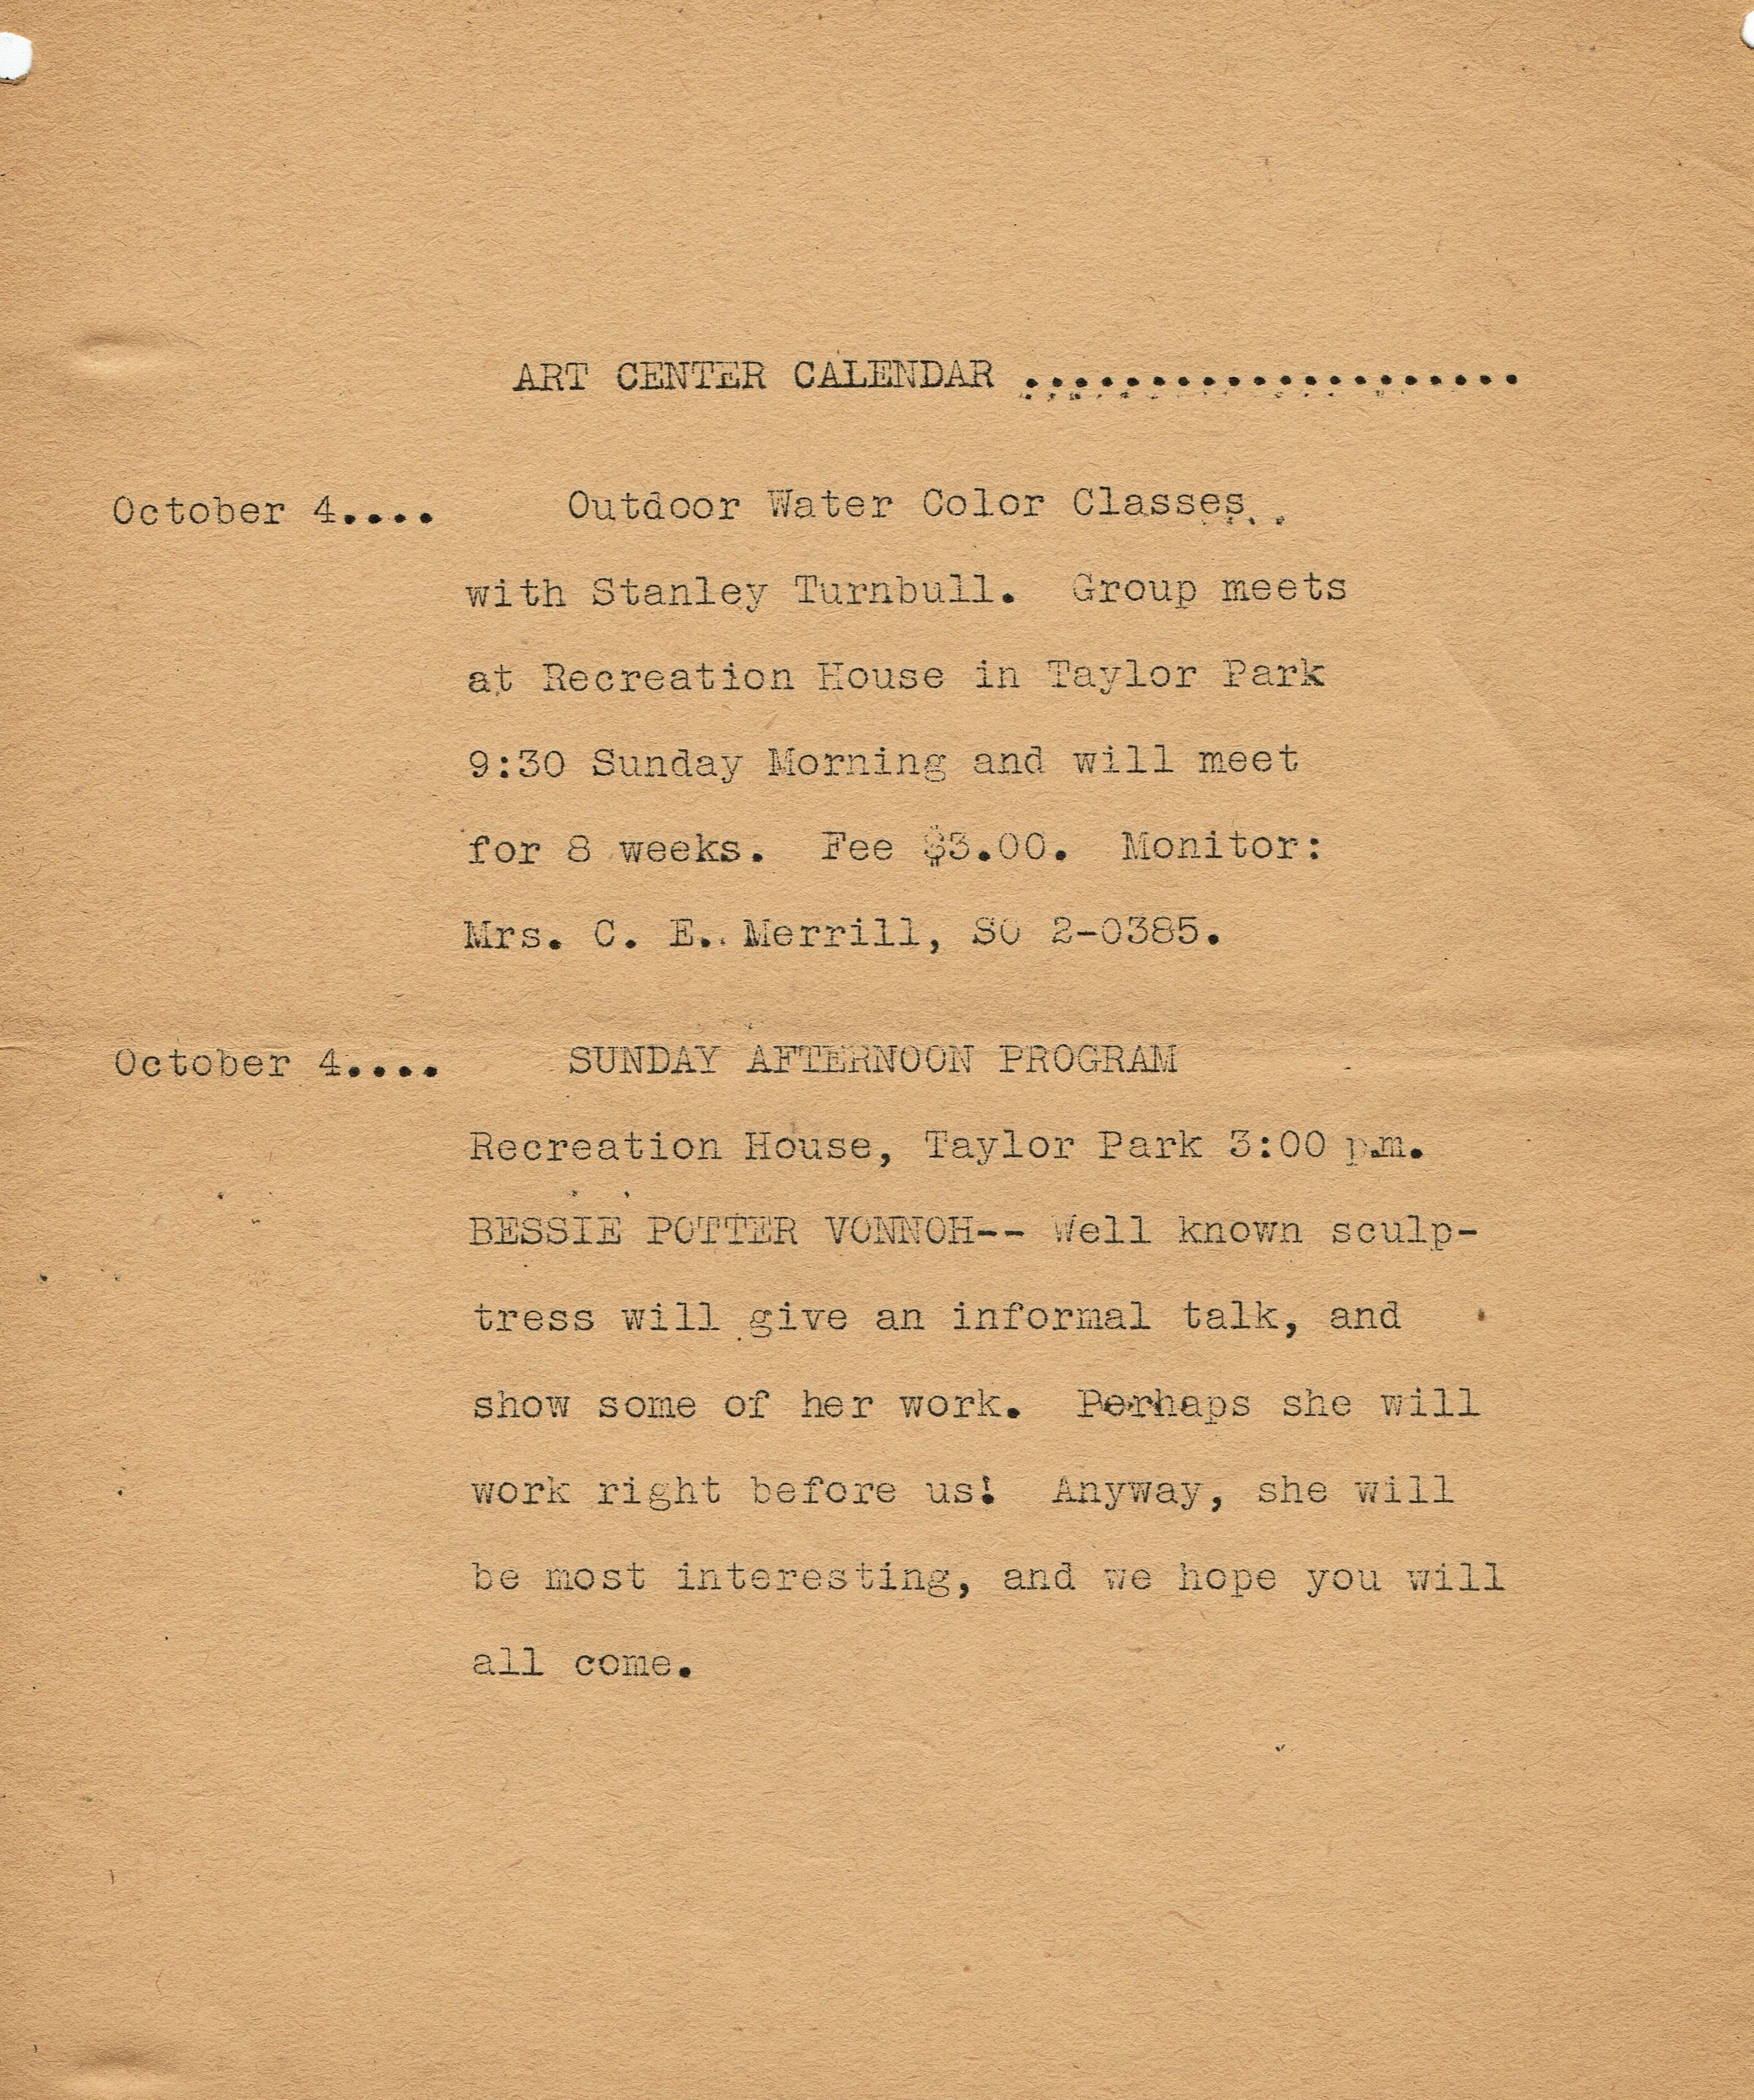 ART CENTER CALENDAR ....................
October 4.... Outdoor Water Color Classes..
with Stanley Turnbull. Group meets
at Recreation House in Taylor Park
9:30 Sunday Morning and will meet
for 8 weeks. Fee $3.00. Monitor:
Mrs. C. E. Merrill, SO 2-0385.
October 4.... SUNDAY AFTERNOON PROGRAM
Recreation House, Taylor Park 3:00 p.m.
BESSIE POTTER VONNOH-- Well known sculp-
tress will give an informal talk, and
show some of her work. Perhaps she will
work right before us! Anyway, she will
be most interesting, and we hope you will
all come.